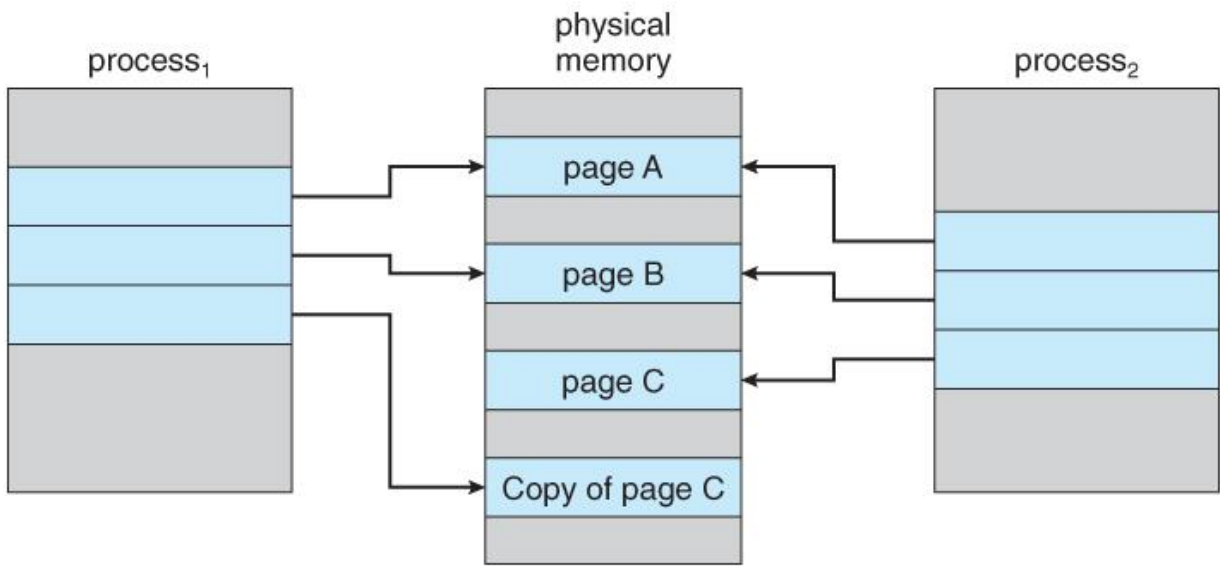 process₁
physical
memory
process₂
page A
page B
page C
Copy of page C